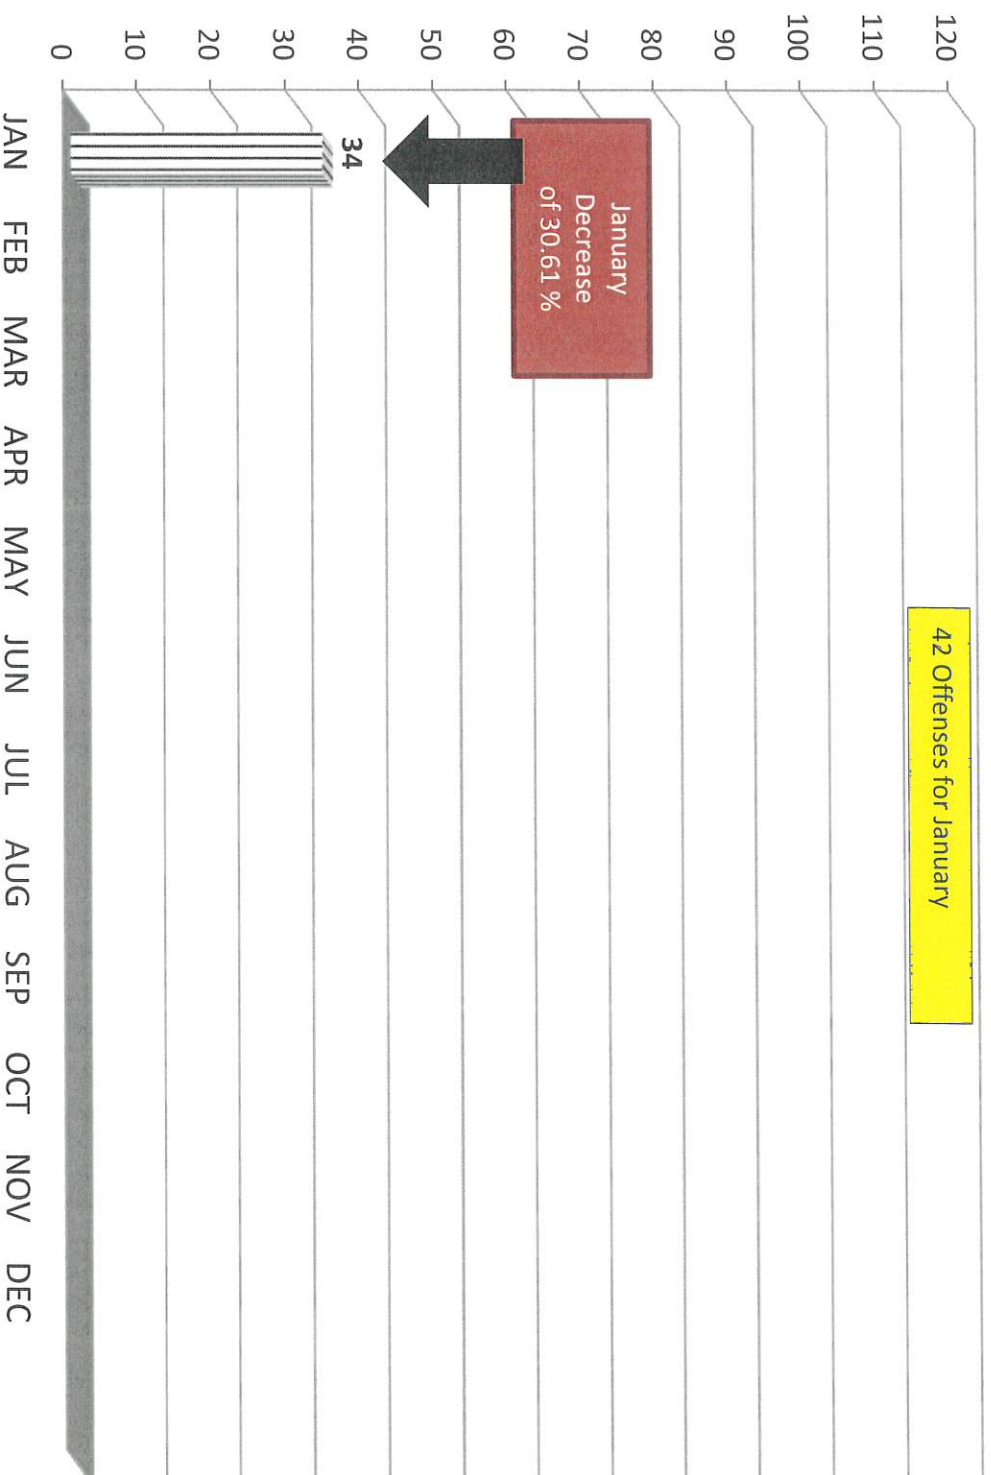 42 Offenses for January
120
110
100
90
80
70
60
50
40
30
20
10
0
January
Decrease
of 30.61 %
34
JAN FEB MAR APR MAY JUN JUL AUG SEP OCT NOV DEC